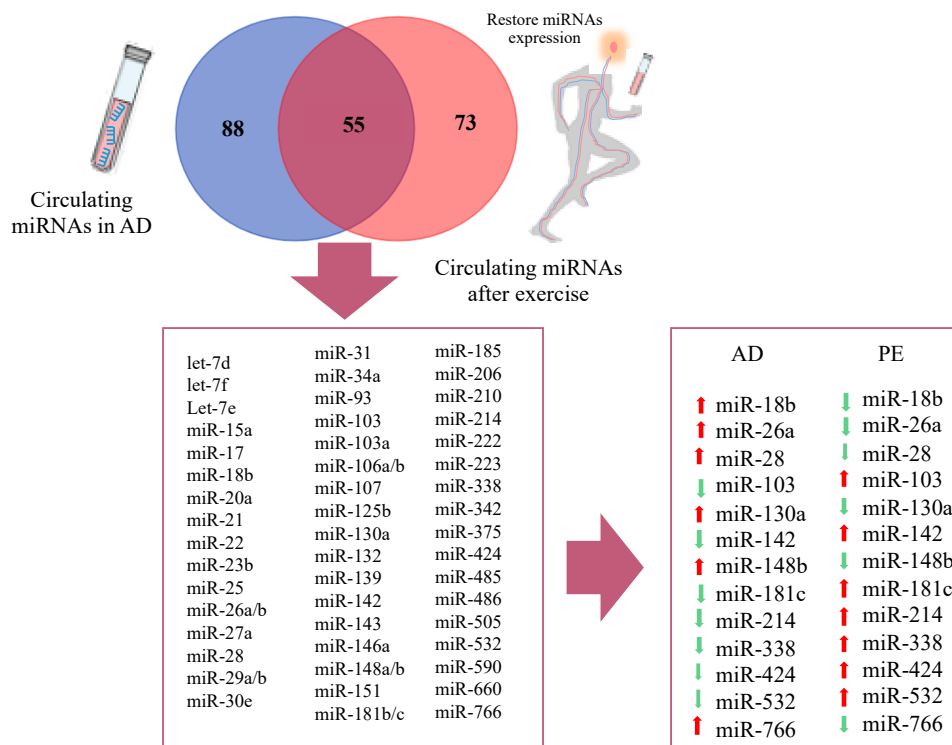 Restore miRNAs
expression
88
55
73
Circulating
miRNAs in AD
Circulating miRNAs
after exercise
let-7d
let-7f
Let-7e
miR-15a
miR-17
miR-18b
miR-20a
miR-21
miR-22
miR-23b
miR-25
miR-26a/b
miR-27a
miR-28
miR-29a/b
miR-30e
miR-31
miR-34a
miR-93
miR-103
miR-103a
miR-106a/b
miR-107
miR-125b
miR-130a
miR-132
miR-139
miR-142
miR-143
miR-146a
miR-148a/b
miR-151
miR-181b/c
miR-185
miR-206
miR-210
miR-214
miR-222
miR-223
miR-338
miR-342
miR-375
miR-424
miR-485
miR-486
miR-505
miR-532
miR-590
miR-660
miR-766
AD
miR-18b
miR-26a
miR-28
miR-103
miR-130a
miR-142
miR-148b
miR-181c
miR-214
miR-338
miR-424
miR-532
miR-766
PE
miR-18b
miR-26a
miR-28
miR-103
miR-130a
miR-142
miR-148b
miR-181c
miR-214
miR-338
miR-424
miR-532
miR-766